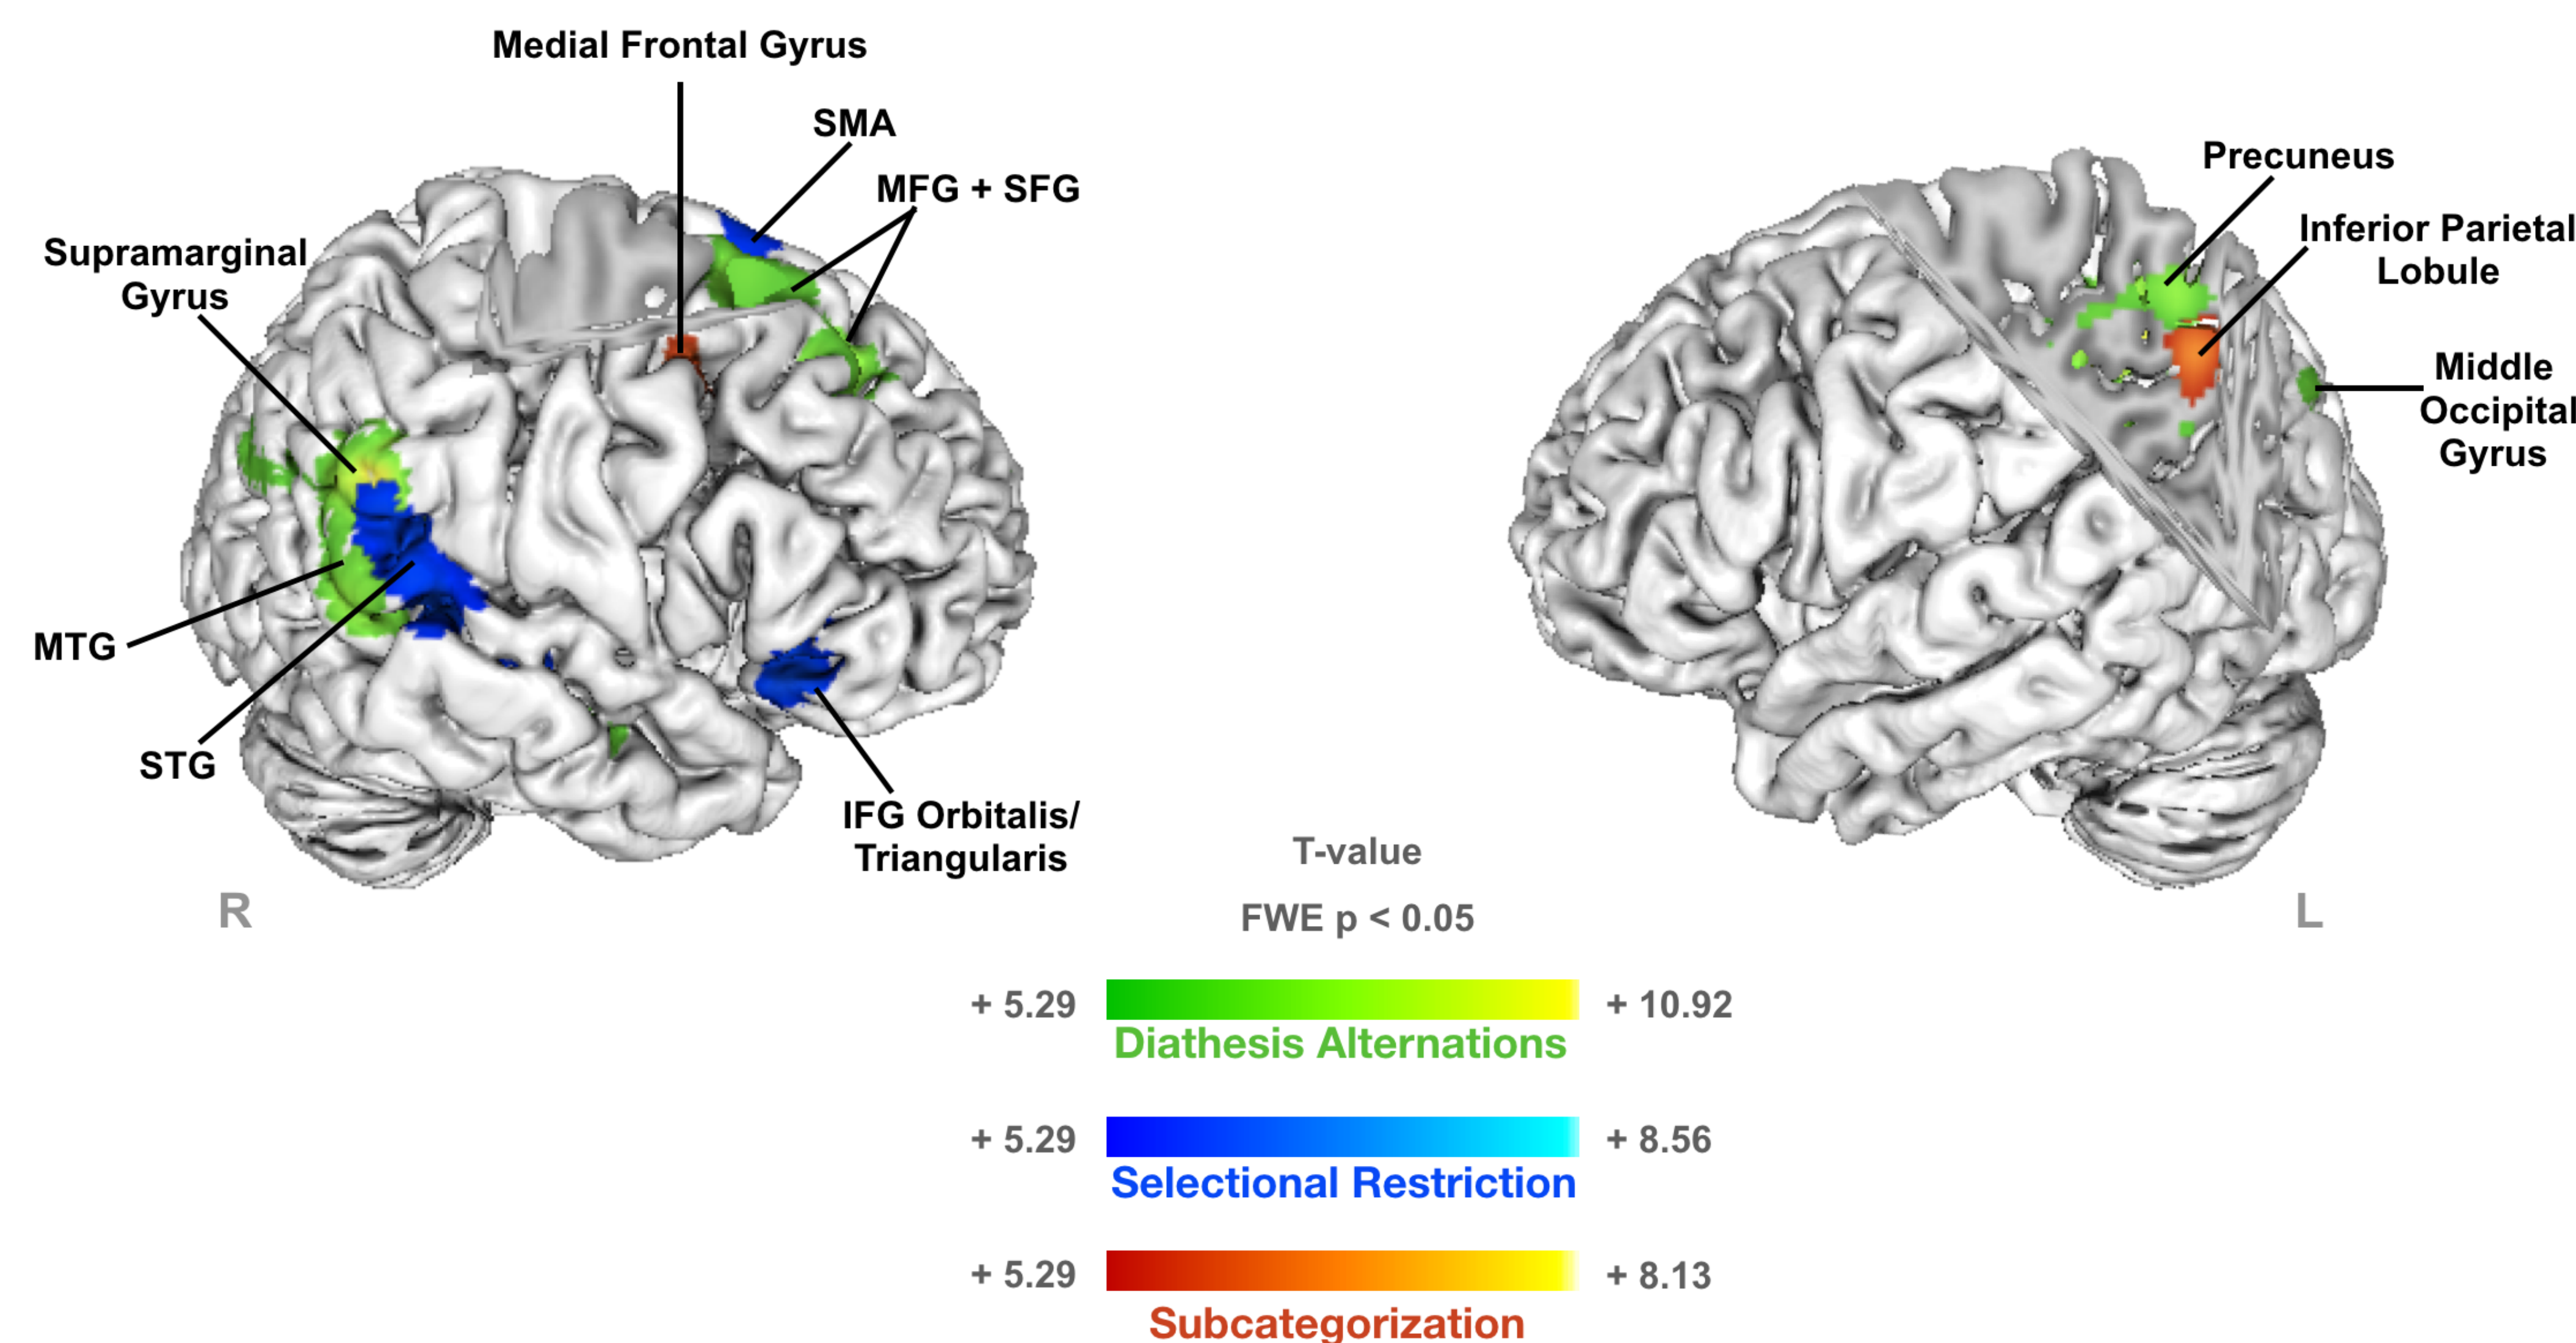 Medial Frontal Gyrus
SMA
MFG + SFG
Supramarginal
Gyrus
MTG
STG
IFG Orbitalis/
Triangularis
R
Precuneus
Inferior Parietal
Lobule
Middle
Occipital
Gyrus
L
T-value
FWE p < 0.05
+ 5.29 + 10.92
Diathesis Alternations
+ 5.29 + 8.56
Selectional Restriction
+ 5.29 + 8.13
Subcategorization